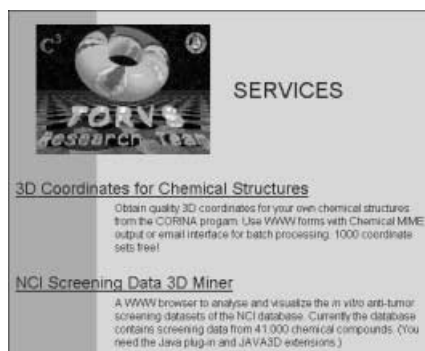 C3
TORVS
Research Team
SERVICES
3D Coordinates for Chemical Structures
Obtain quality 3D coordinates for your own chemical structures
from the CORINA progam. Use WWW forms with Chemical MIME
output or email interface for batch processing. 1000 coordinate
sets free!
NCI Screening Data 3D Miner
A WWW browser to analyse and visualize the in vitro anti-tumor
screening datasets of the NCI database. Currently the database
contains screening data from 41.000 chemical compounds. (You
need the Java plug-in and JAVA3D extensions.)